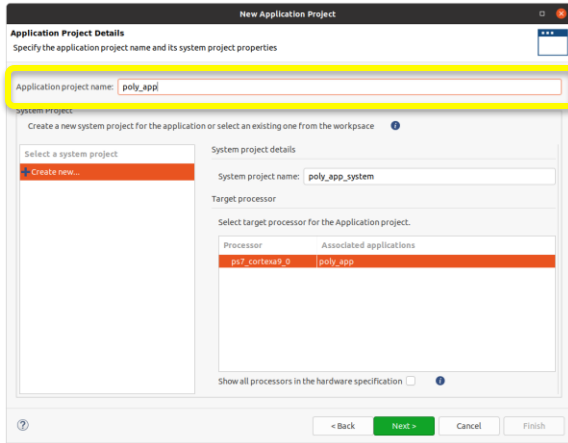 New Application Project
Application Project Details
Specify the application project name and its system project properties
Application project name: poly_app
System Project
Create a new system project for the application or select an existing one from the workpsace
Select a system project
Create new...
System project details
System project name: poly_app_system
Target processor
Select target processor for the Application project.
Processor Associated applications
ps7_cortexa9_0 poly_app
Show all processors in the hardware specification
< Back Next > Cancel Finish